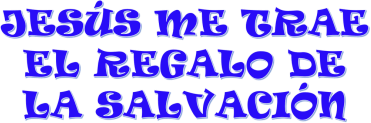 JESÚS ME TRAE
EL REGALO DE
LA SALVACIÓN